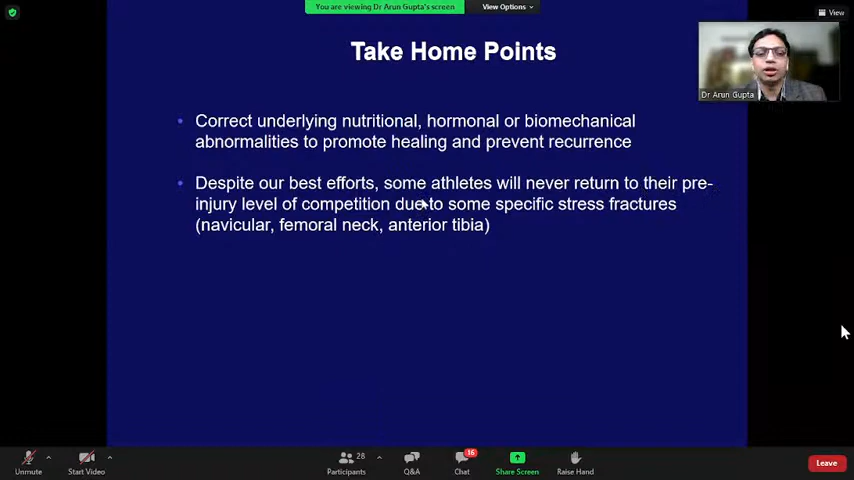 You are viewing Dr Arun Gupta's screen
View Options
View
Take Home Points
Dr Arun Gupta
• Correct underlying nutritional, hormonal or biomechanical
abnormalities to promote healing and prevent recurrence
• Despite our best efforts, some athletes will never return to their pre-
injury level of competition due to some specific stress fractures
(navicular, femoral neck, anterior tibia)
Unmute
Start Video
28
Participants
Q&A
16
Chat
Share Screen
Raise Hand
Leave